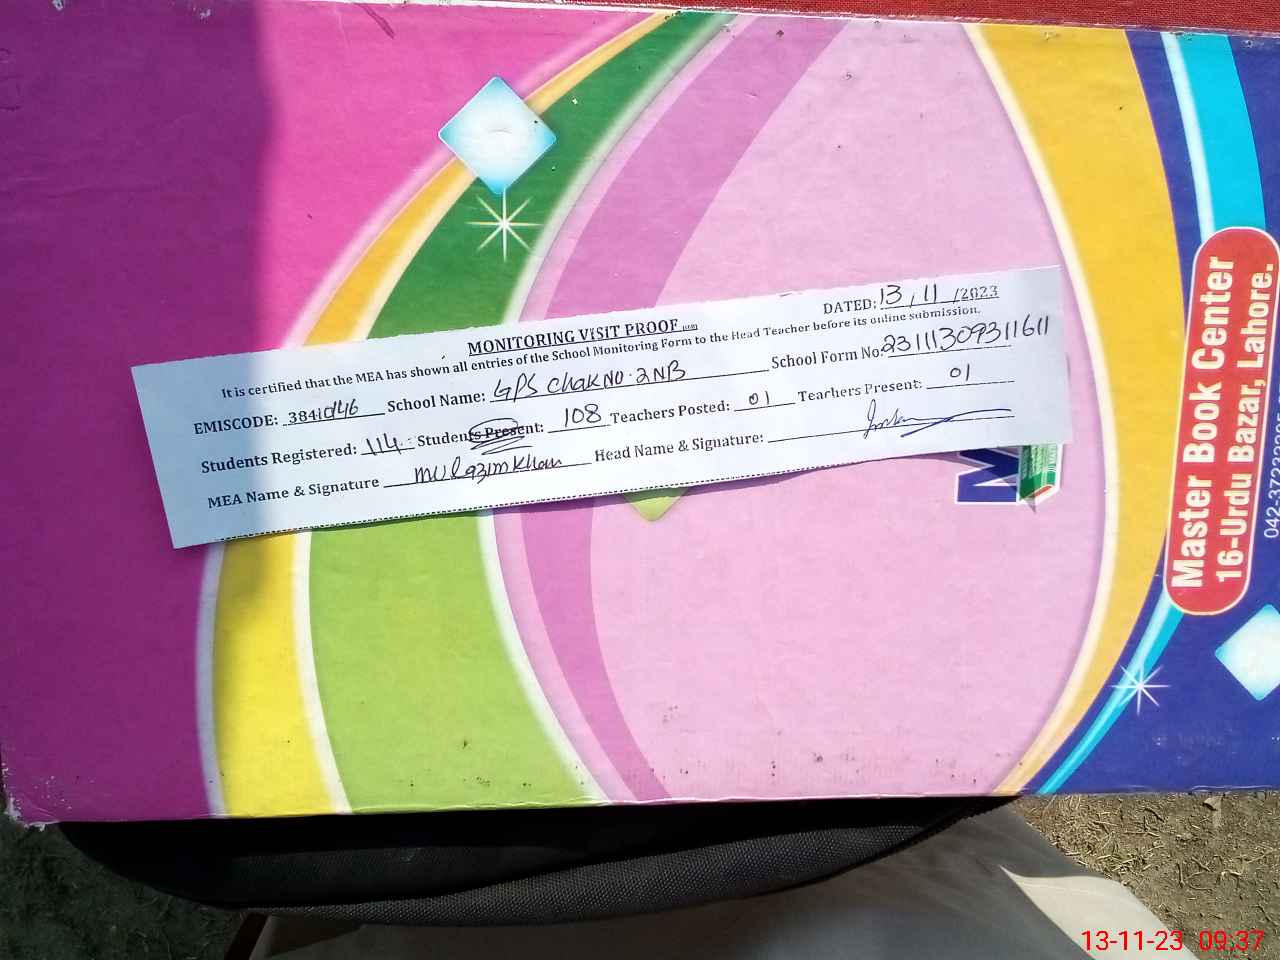 MONITORING VISIT PROOF
DATED: 13 / 11 /2023
It is certified that the MEA has shown all entries of the School Monitoring Form to the Head Teacher before its online submission.
EMISCODE: 38410146 School Name: GPS Chak NO. 2NB School Form No: 23111309311611
Students Registered: 114 Students Present: 108 Teachers Posted: 01 Teachers Present: 01
MEA Name & Signature Mulazim Khan Head Name & Signature:
Master Book Center
16-Urdu Bazar, Lahore.
13-11-23 09:37